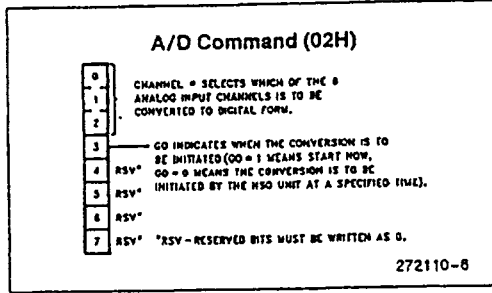 A/D Command (02H)
0
CHANNEL # SELECTS WHICH OF THE 8
1
ANALOG INPUT CHANNELS IS TO BE
2
CONVERTED TO DIGITAL FORM.
3
GO INDICATES WHEN THE CONVERSION IS TO
BE INITIATED (GO = 1 MEANS START NOW,
4 RSV*
GO = 0 MEANS THE CONVERSION IS TO BE
5 RSV*
INITIATED BY THE HSO UNIT AT A SPECIFIED TIME).
6 RSV*
7 RSV* *RSV – RESERVED BITS MUST BE WRITTEN AS 0.
272110–6